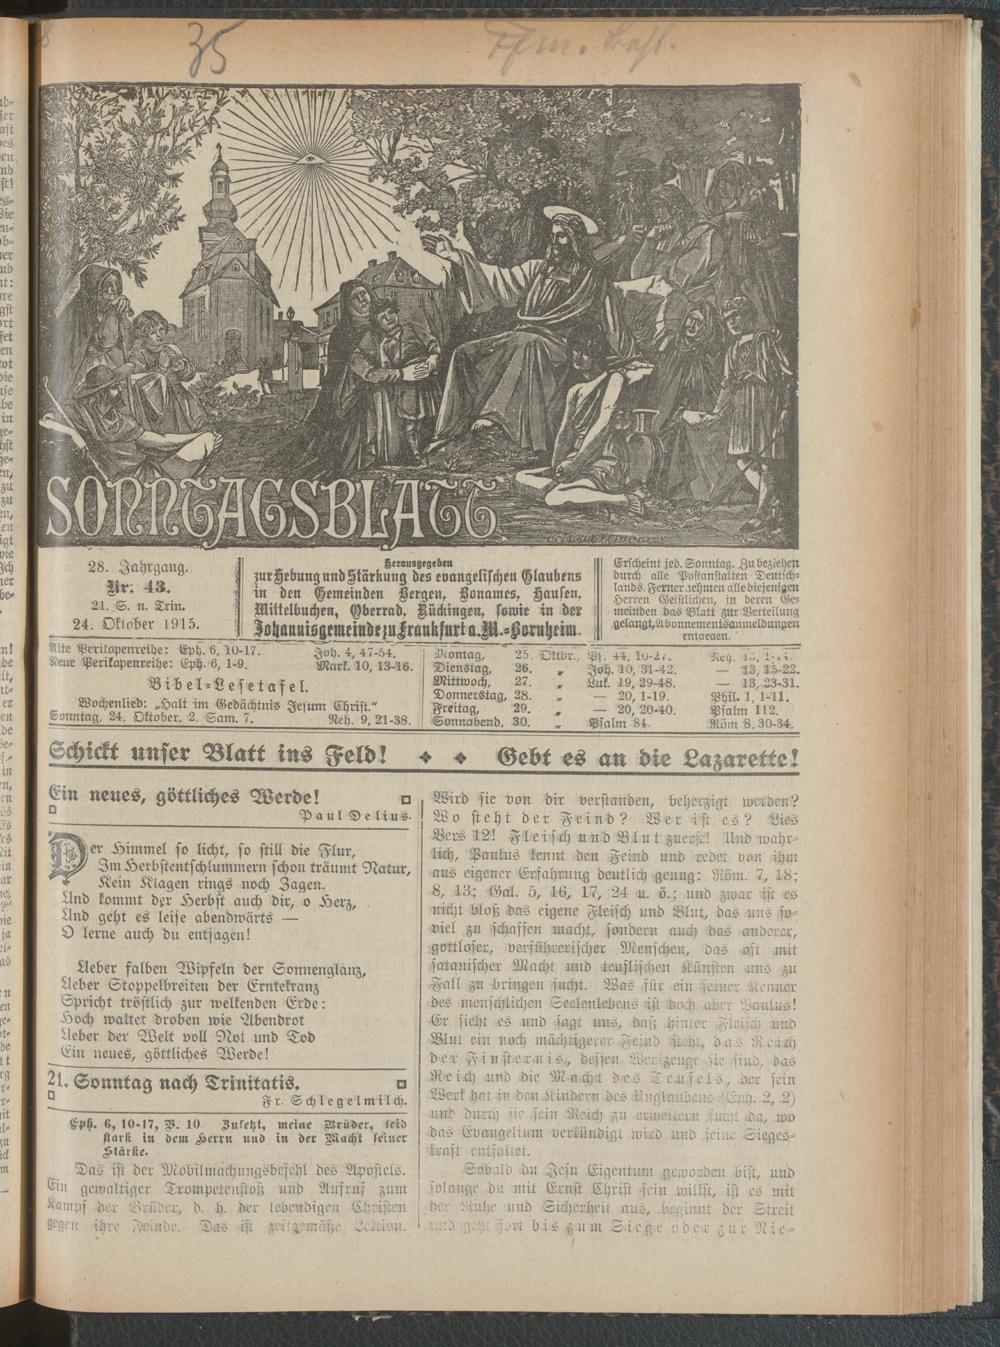 35
SONNTAGSBLATT
28. Jahrgang.
Nr. 43.
21. S. n. Trin.
24. Oktober 1915.
Herausgegeben
zur Hebung und Stärkung des evangelischen Glaubens
in den Gemeinden Bergen, Bonames, Hausen,
Mittelbuchen, Oberrad, Rückingen, sowie in der
Johannisgemeinde zu Frankfurt a. M.-Bornheim.
Erscheint jed. Sonntag. Zu beziehen
durch alle Postanstalten Deutsch-
lands. Ferner nehmen alle diejenigen
Herren Geistlichen, in deren Ge-
meinden das Blatt zur Verteilung
gelangt, Abonnementsanmeldungen
entgegen.
Alte Perikopenreihe: Eph. 6, 10-17. Joh. 4, 47-54.
Neue Perikopenreihe: Eph. 6, 1-9. Mark. 10, 13-16.
Bibel-Lesetafel.
Wochenlied: „Halt im Gedächtnis Jesum Christ."
Sonntag, 24. Oktober. 2. Sam. 7. Neh. 9, 21-38.
Montag, 25. Oktbr., Pf. 44, 10-27.
Dienstag, 26. „ Joh. 10, 31-42. — 13, 15-22.
Mittwoch, 27. „ Luk. 19, 29-48. — 13, 23-31.
Donnerstag, 28. „ — 20, 1-19. Phil. 1, 1-11.
Freitag, 29. „ — 20, 20-40. Psalm 112.
Sonnabend, 30. „ Psalm 84. Röm 8, 30-34.
Schickt unser Blatt ins Feld! ❖ ❖ Gebt es an die Lazarette!
Ein neues, göttliches Werde!
Paul Delius.
Der Himmel so licht, so still die Flur,
Im Herbstentschlummern schon träumt Natur,
Kein Klagen rings noch Zagen.
Und kommt der Herbst auch dir, o Herz,
Und geht es leise abendwärts —
O lerne auch du entsagen!
Ueber falben Wipfeln der Sonnenglanz,
Ueber Stoppelbreiten der Erntekranz
Spricht tröstlich zur welkenden Erde:
Hoch waltet droben wie Abendrot
Ueber der Welt voll Not und Tod
Ein neues, göttliches Werde!
21. Sonntag nach Trinitatis.
Fr. Schlegelmilch.
Eph. 6, 10-17, V. 10 Zuletzt, meine Brüder, seid
stark in dem Herrn und in der Macht seiner
Stärke.
Das ist der Mobilmachungsbefehl des Apostels.
Ein gewaltiger Trompetenstoß und Aufruf zum
Kampf der Brüder, d. h. der lebendigen Christen
gegen ihre Feinde. Das ist zeitgemäße Lektion.
Wird sie von dir verstanden, beherzigt werden?
Wo steht der Feind? Wer ist es? Lies
Vers 12! Fleisch und Blut zuerst! Und wahr-
lich, Paulus kennt den Feind und redet von ihm
aus eigener Erfahrung deutlich genug: Röm. 7, 18;
8, 13; Gal. 5, 16, 17, 24 u. ö.; und zwar ist es
nicht bloß das eigene Fleisch und Blut, das uns so-
viel zu schaffen macht, sondern auch das anderer,
gottloser, verführerischer Menschen, das oft mit
satanischer Macht und teuflischen Künsten uns zu
Fall zu bringen sucht. Was für ein feiner Kenner
des menschlichen Seelenlebens ist doch aber Paulus!
Er sieht es und sagt uns, daß hinter Fleisch und
Blut ein noch mächtigerer Feind steht, das Reich
der Finsternis, dessen Werkzeuge sie sind, das
Reich und die Macht des Teufels, der sein
Werk hat in den Kindern des Unglaubens (Eph. 2, 2)
und durch sie sein Reich zu erweitern sucht da, wo
das Evangelium verkündigt wird und seine Sieges-
kraft entfaltet.
Sobald du Jesu Eigentum geworden bist, und
solange du mit Ernst Christ sein willst, ist es mit
der Ruhe und Sicherheit aus, beginnt der Streit
und geht fort bis zum Siege oder zur Nie-